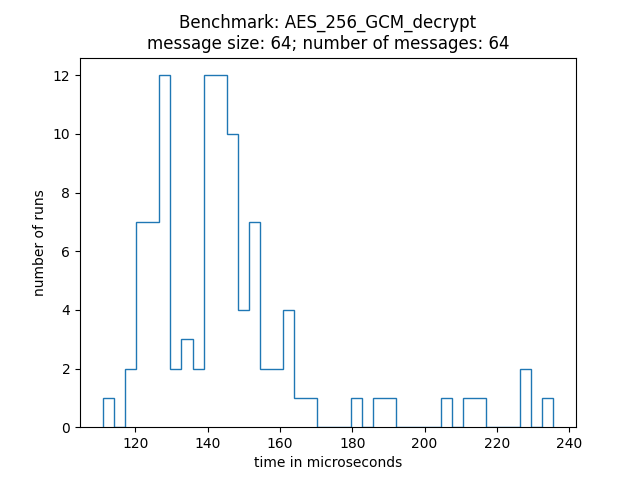 Benchmark: AES_256_GCM_decrypt
message size: 64; number of messages: 64
12
10
8
6
4
2
0
number of runs
120 140 160 180 200 220 240
time in microseconds